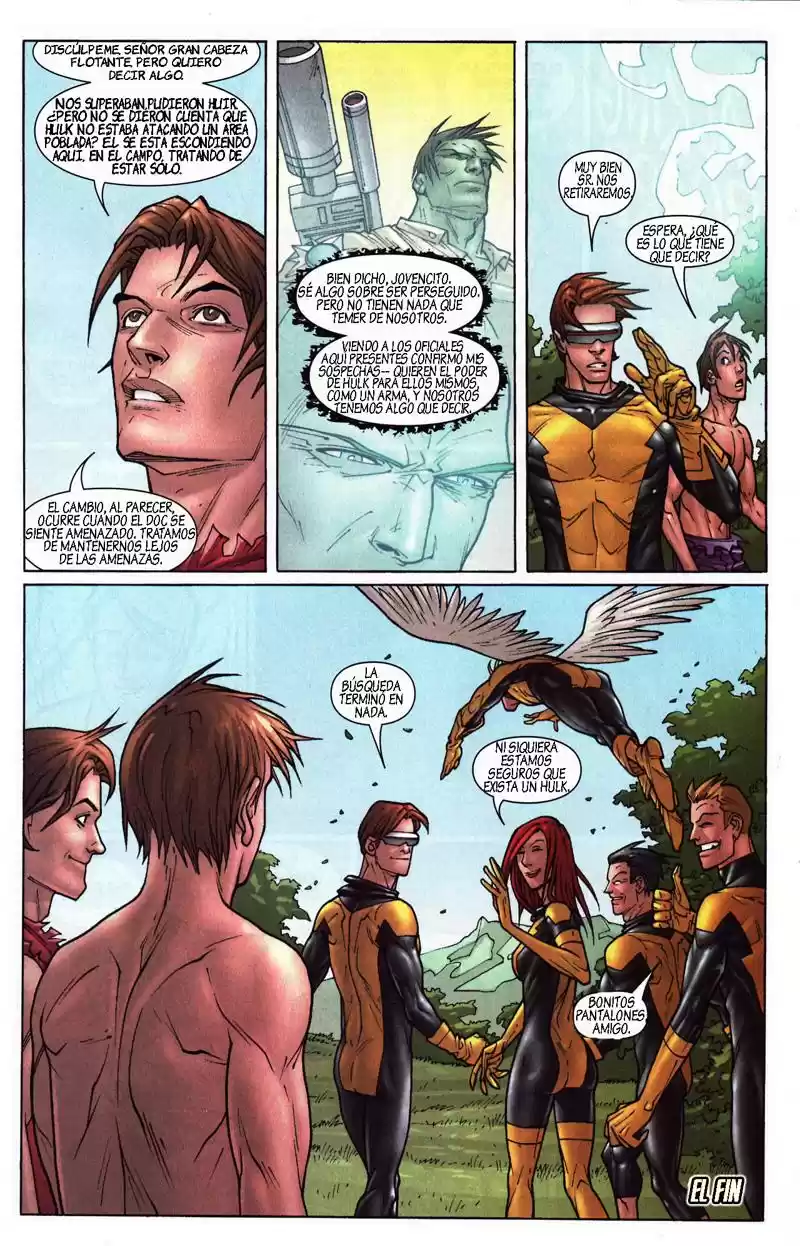 DISCÚLPEME, SEÑOR GRAN CABEZA
FLOTANTE, PERO QUIERO
DECIR ALGO.
NOS SUPERABAN, PUDIERON HUIR.
¿PERO NO SE DIERON CUENTA QUE
HULK NO ESTABA ATACANDO UN AREA
POBLADA? EL SE ESTA ESCONDIENDO
AQUI, EN EL CAMPO, TRATANDO DE
ESTAR SÓLO.
EL CAMBIO, AL PARECER,
OCURRE CUANDO EL DOC SE
SIENTE AMENAZADO. TRATAMOS
DE MANTENERNOS LEJOS
DE LAS AMENAZAS.
BIEN DICHO, JOVENCITO.
SÉ ALGO SOBRE SER PERSEGUIDO.
PERO NO TIENEN NADA QUE
TEMER DE NOSOTROS.
VIENDO A LOS OFICIALES
AQUÍ PRESENTES CONFIRMÓ MIS
SOSPECHAS-- QUIEREN EL PODER
DE HULK PARA ELLOS MISMOS,
COMO UN ARMA, Y NOSOTROS
TENEMOS ALGO QUE DECIR.
MUY BIEN
SR. NOS
RETIRAREMOS.
ESPERA, ¿QUÉ
ES LO QUE TIENE
QUE DECIR?
LA
BÚSQUEDA
TERMINÓ EN
NADA.
NI SIQUIERA
ESTAMOS
SEGUROS QUE
EXISTA UN HULK.
BONITOS
PANTALONES
AMIGO.
EL FIN